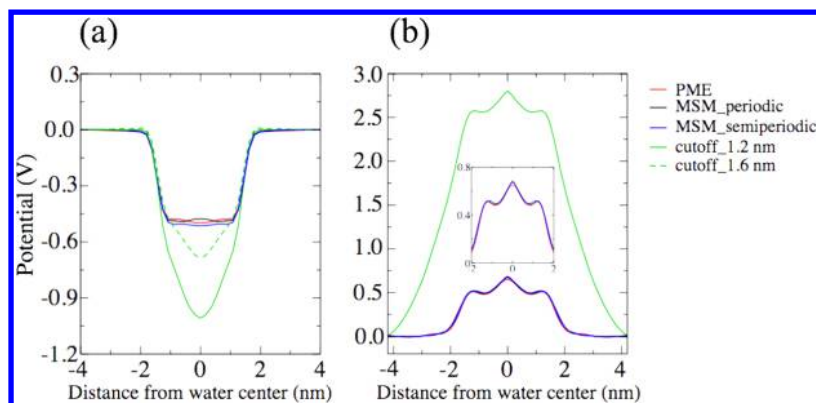 (a)
(b)
0.3
0.0
-0.3
-0.6
-0.9
-1.2
Potential (V)
-4
-2
0
2
4
Distance from water center (nm)
3.0
2.5
2.0
1.5
1.0
0.5
0.0
-4
-2
0
2
4
Distance from water center (nm)
0.8
0.4
0
-2
0
2
PME
MSM_periodic
MSM_semiperiodic
cutoff_1.2 nm
cutoff_1.6 nm